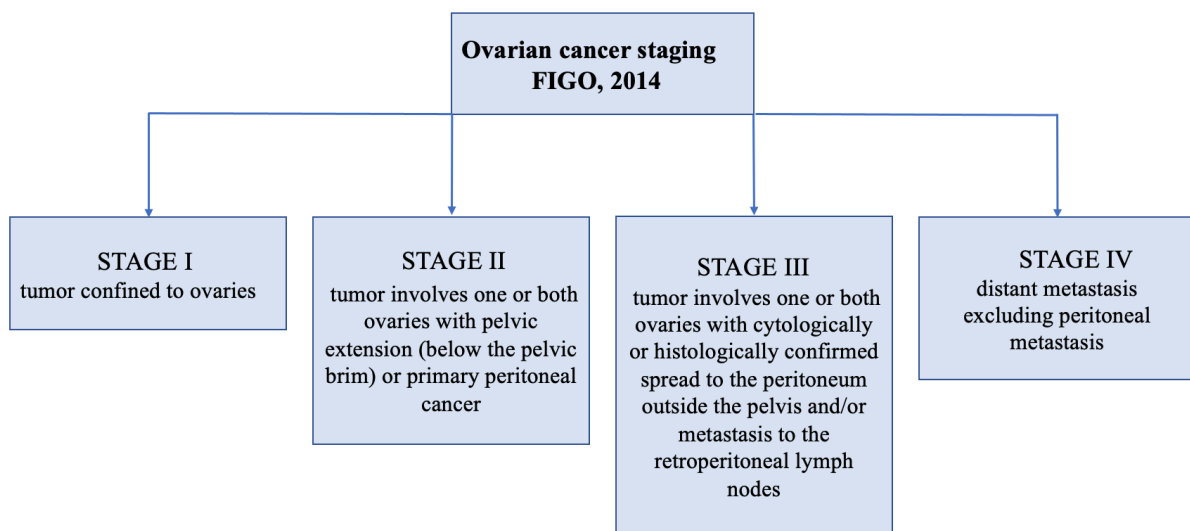 Ovarian cancer staging
FIGO, 2014
STAGE I
tumor confined to ovaries
STAGE II
tumor involves one or both
ovaries with pelvic
extension (below the pelvic
brim) or primary peritoneal
cancer
STAGE III
tumor involves one or both
ovaries with cytologically
or histologically confirmed
spread to the peritoneum
outside the pelvis and/or
metastasis to the
retroperitoneal lymph
nodes
STAGE IV
distant metastasis
excluding peritoneal
metastasis